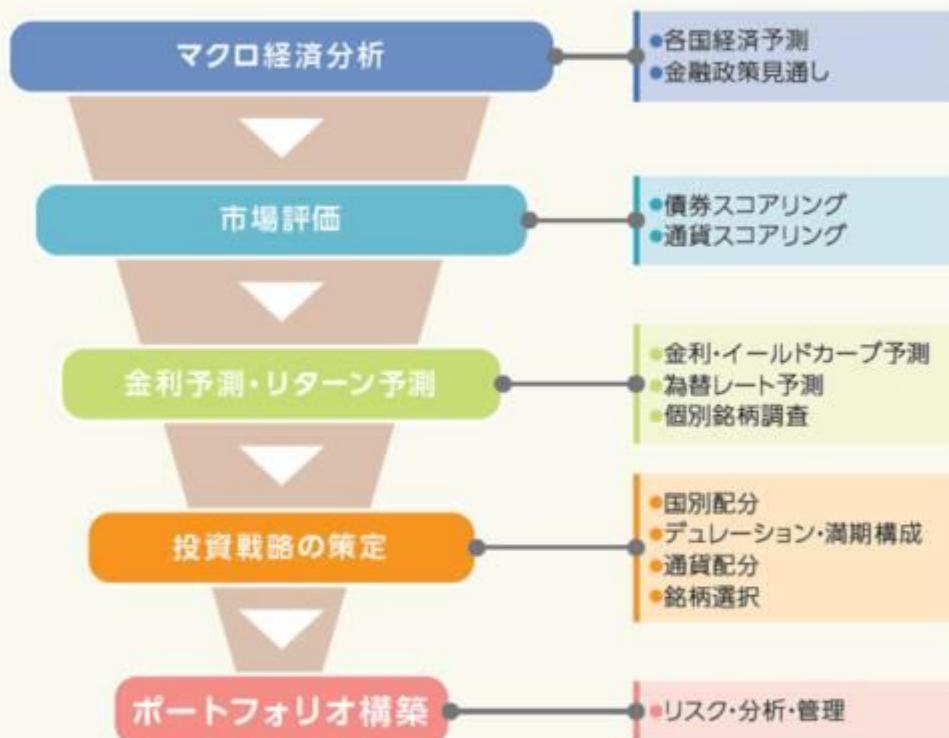 マクロ経済分析
●各国経済予測
●金融政策見通し
市場評価
●債券スコアリング
●通貨スコアリング
金利予測・リターン予測
●金利・イールドカーブ予測
●為替レート予測
●個別銘柄調査
投資戦略の策定
●国別配分
●デュレーション・満期構成
●通貨配分
●銘柄選択
ポートフォリオ構築
●リスク・分析・管理